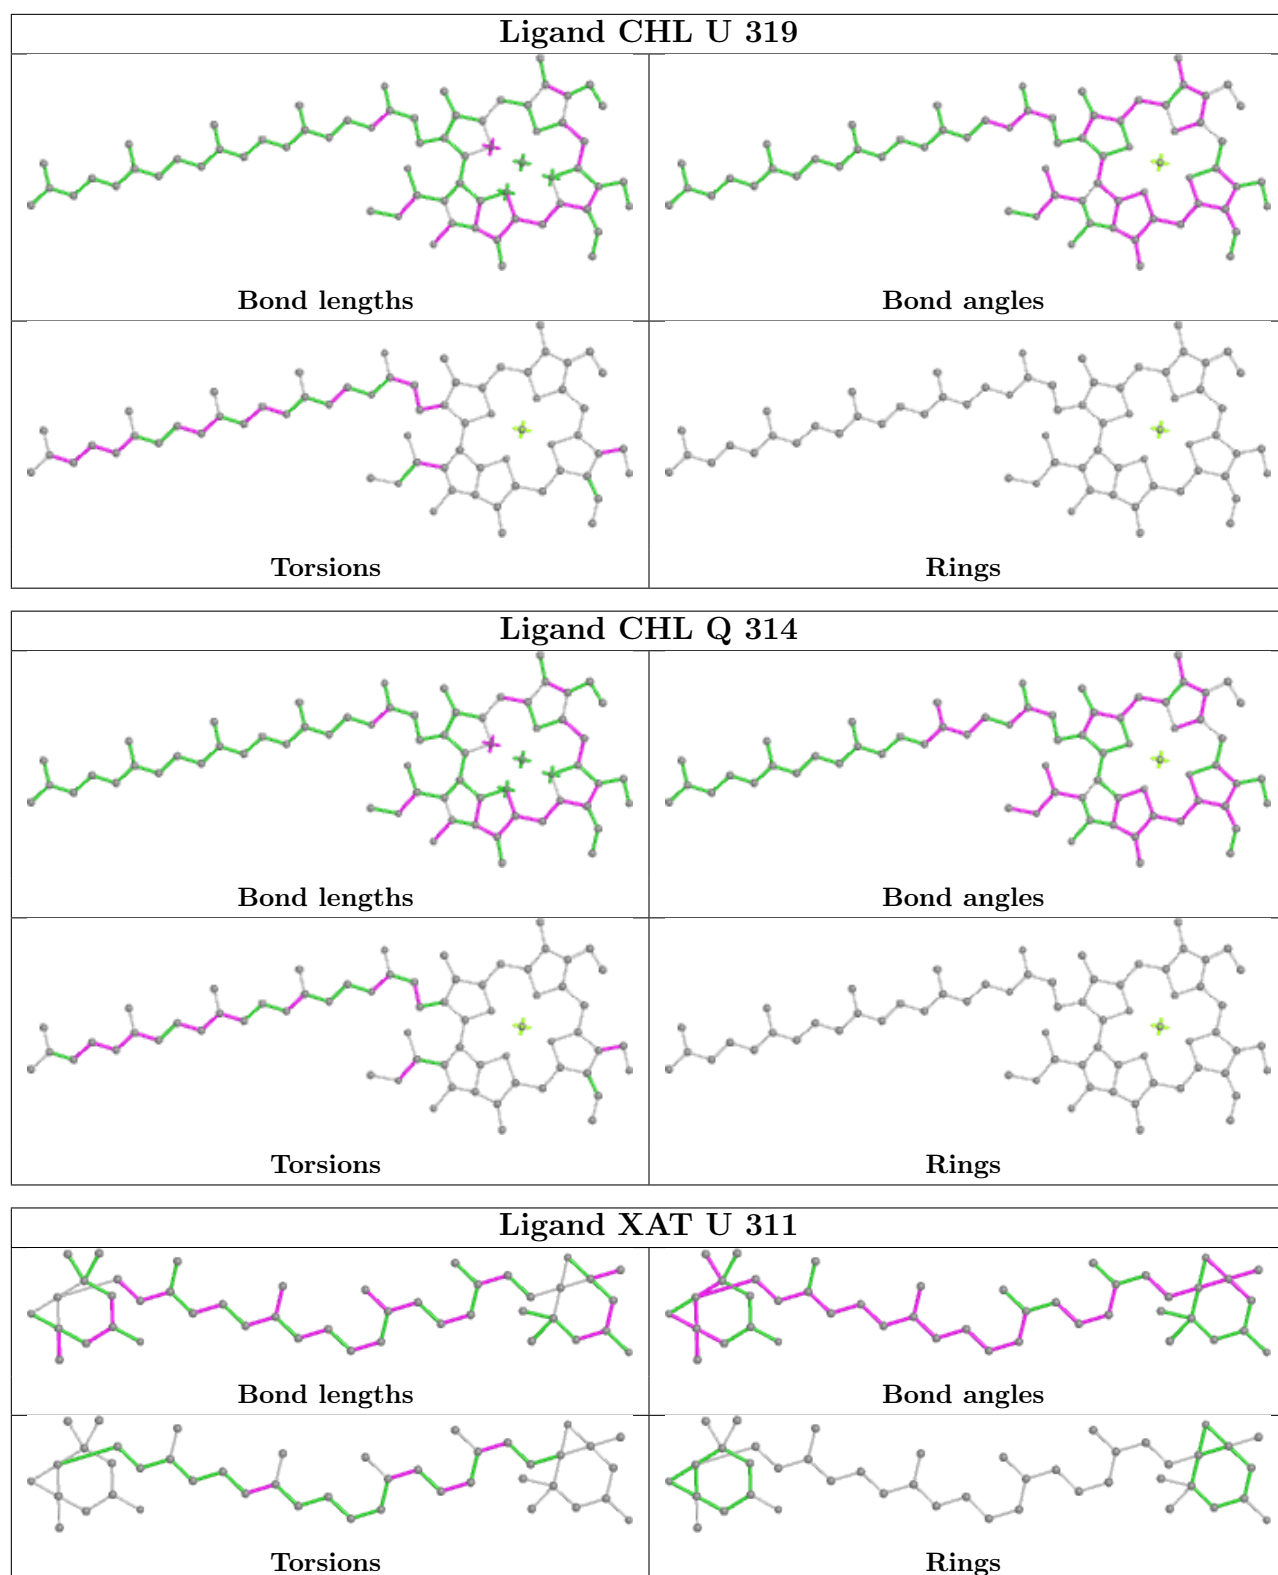 Ligand CHL U 319
Bond lengths
Bond angles
Torsions
Rings
Ligand CHL Q 314
Bond lengths
Bond angles
Torsions
Rings
Ligand XAT U 311
Bond lengths
Bond angles
Torsions
Rings